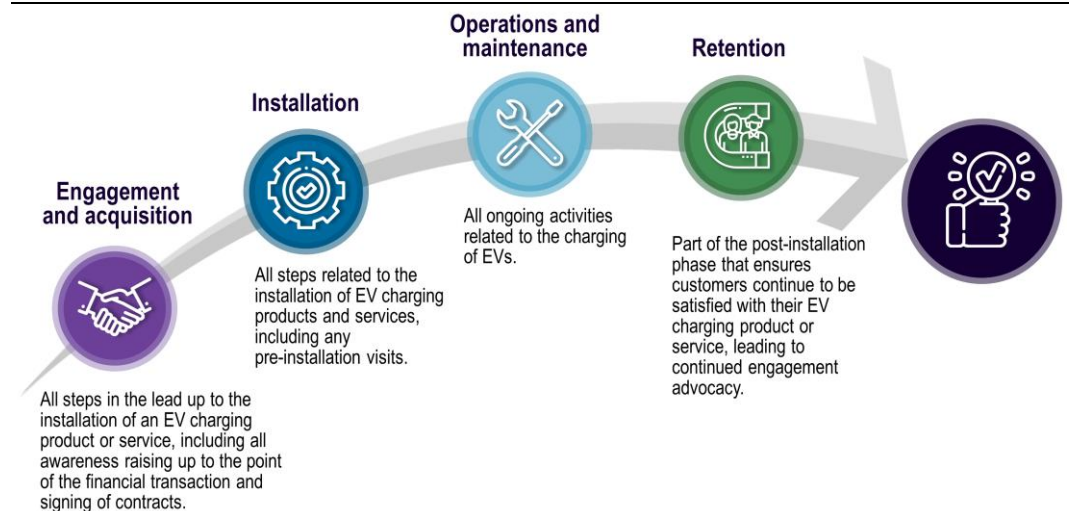 Engagement
and acquisition
All steps in the lead up to the
installation of an EV charging
product or service, including all
awareness raising up to the point
of the financial transaction and
signing of contracts.
Installation
All steps related to the
installation of EV charging
products and services,
including any
pre-installation visits.
Operations and
maintenance
All ongoing activities
related to the charging
of EVs.
Retention
Part of the post-installation
phase that ensures
customers continue to be
satisfied with their EV
charging product or
service, leading to
continued engagement
advocacy.